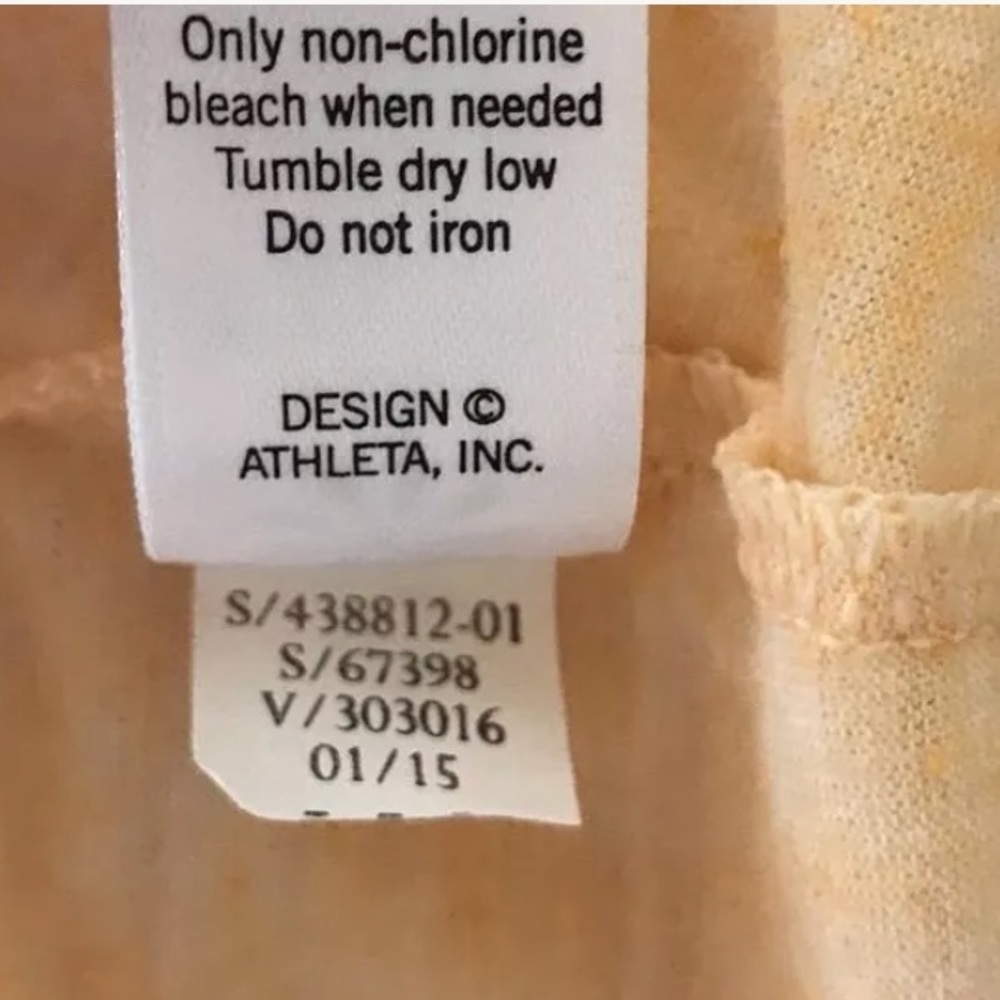 Only non-chlorine
bleach when needed
Tumble dry low
Do not iron
DESIGN ©
ATHLETA, INC.
S/438812-01
S/67398
V/303016
01/15